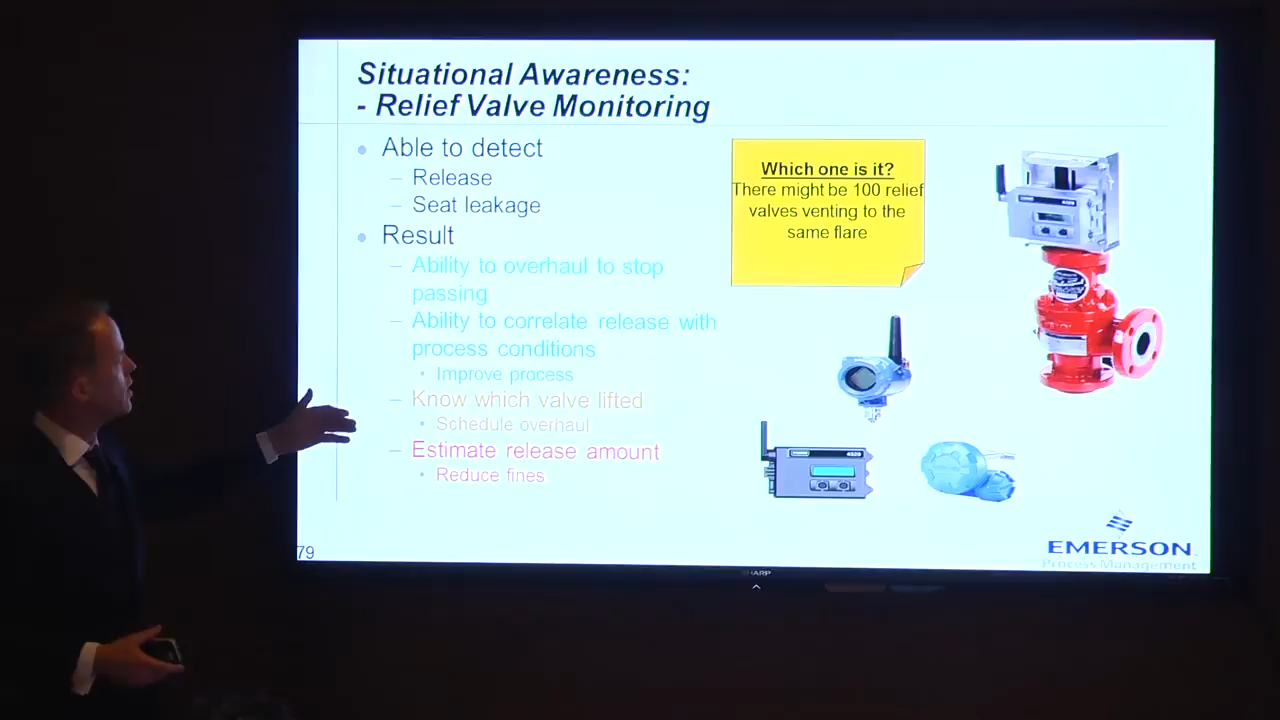 Situational Awareness:
- Relief Valve Monitoring
• Able to detect
– Release
– Seat leakage
• Result
– Ability to overhaul to stop
passing
– Ability to correlate release with
process conditions
• Improve process
– Know which valve lifted
• Schedule overhaul
– Estimate release amount
• Reduce fines
Which one is it?
There might be 100 relief
valves venting to the
same flare
79
EMERSON
Process Management
SHARP